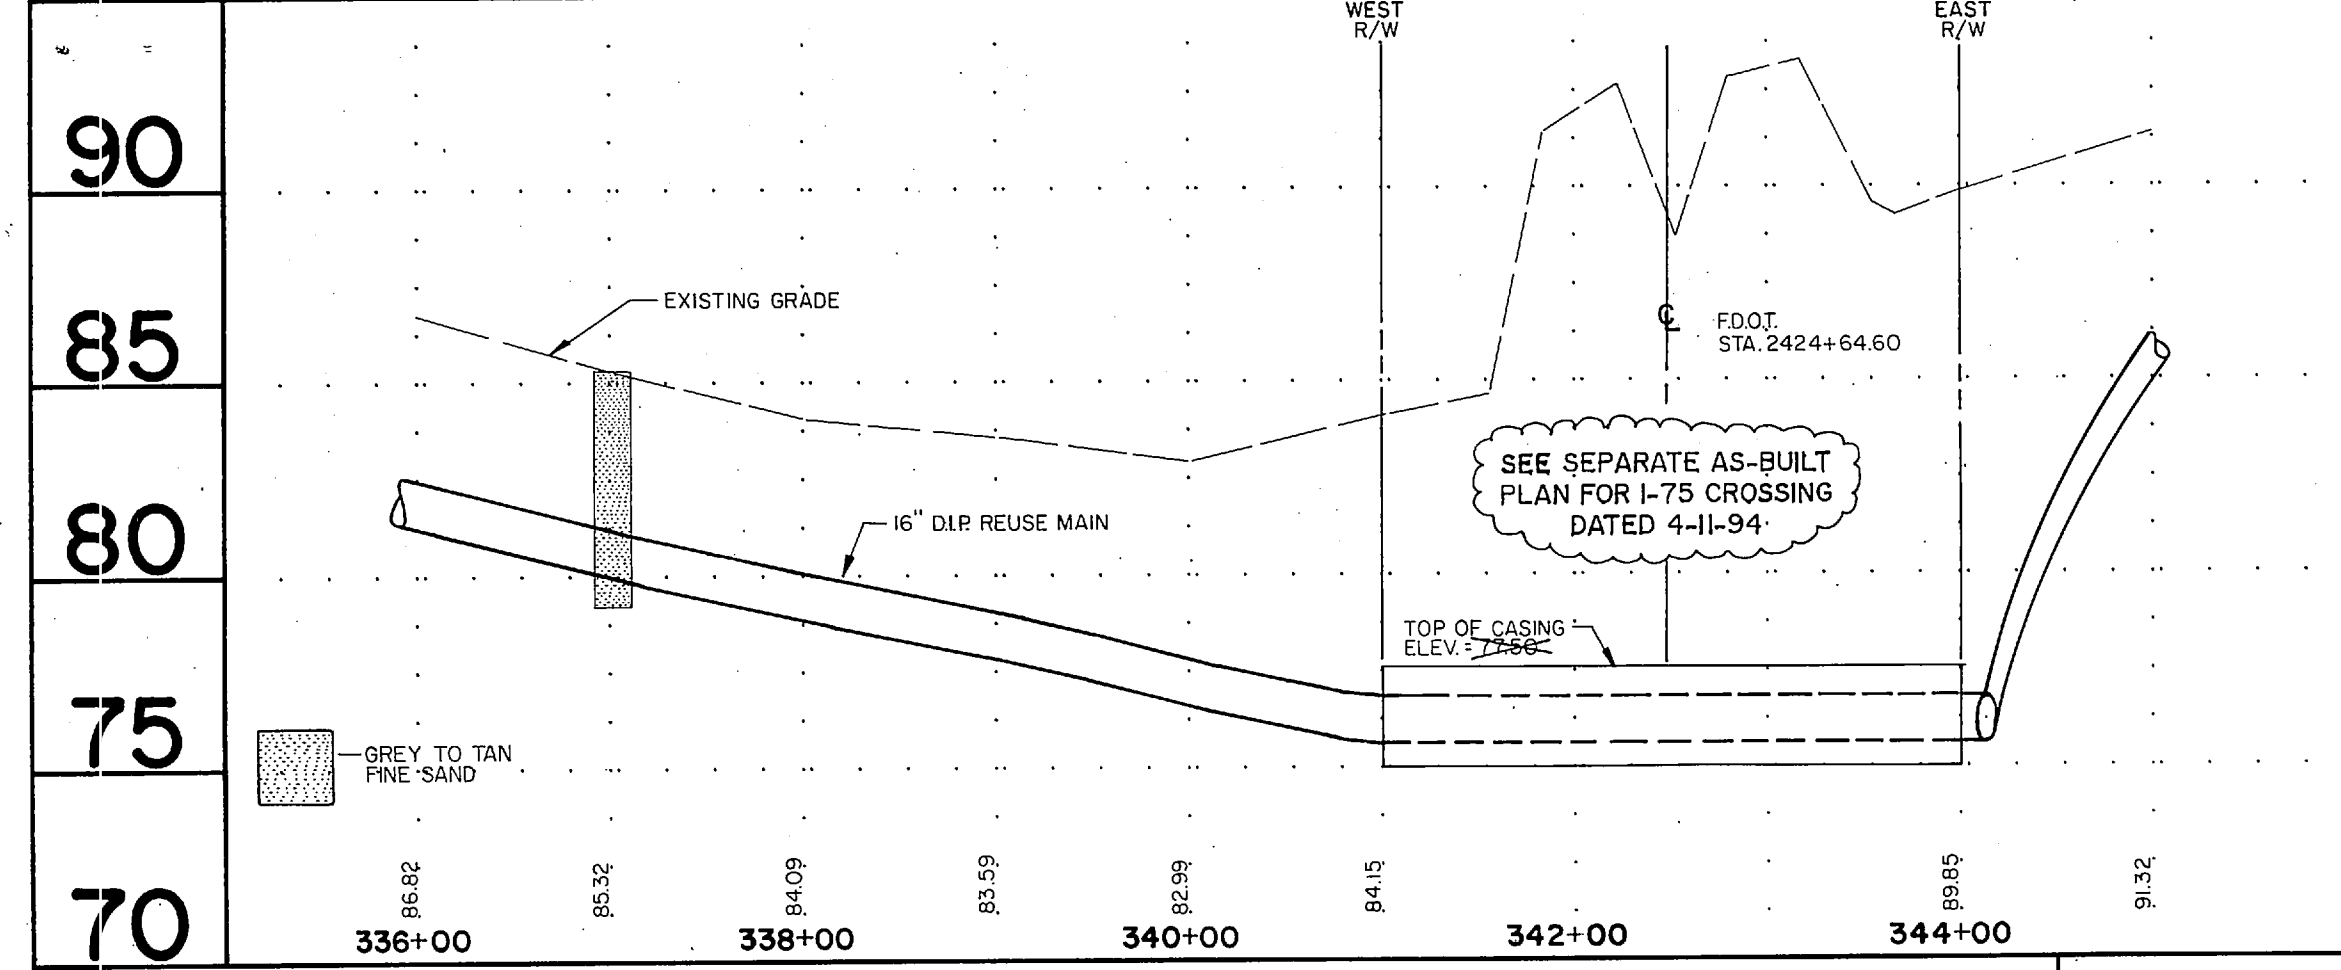 WEST
R/W
EAST
R/W
90
85
80
75
70
EXISTING GRADE
F.D.O.T.
STA. 2424+64.60
SEE SEPARATE AS-BUILT
PLAN FOR I-75 CROSSING
DATED 4-11-94
16" D.I.P. REUSE MAIN
TOP OF CASING
ELEV. = 77.50
GREY TO TAN
FINE SAND
86.82
85.32
84.09
83.59
82.99
84.15
89.85
91.32
336+00
338+00
340+00
342+00
344+00